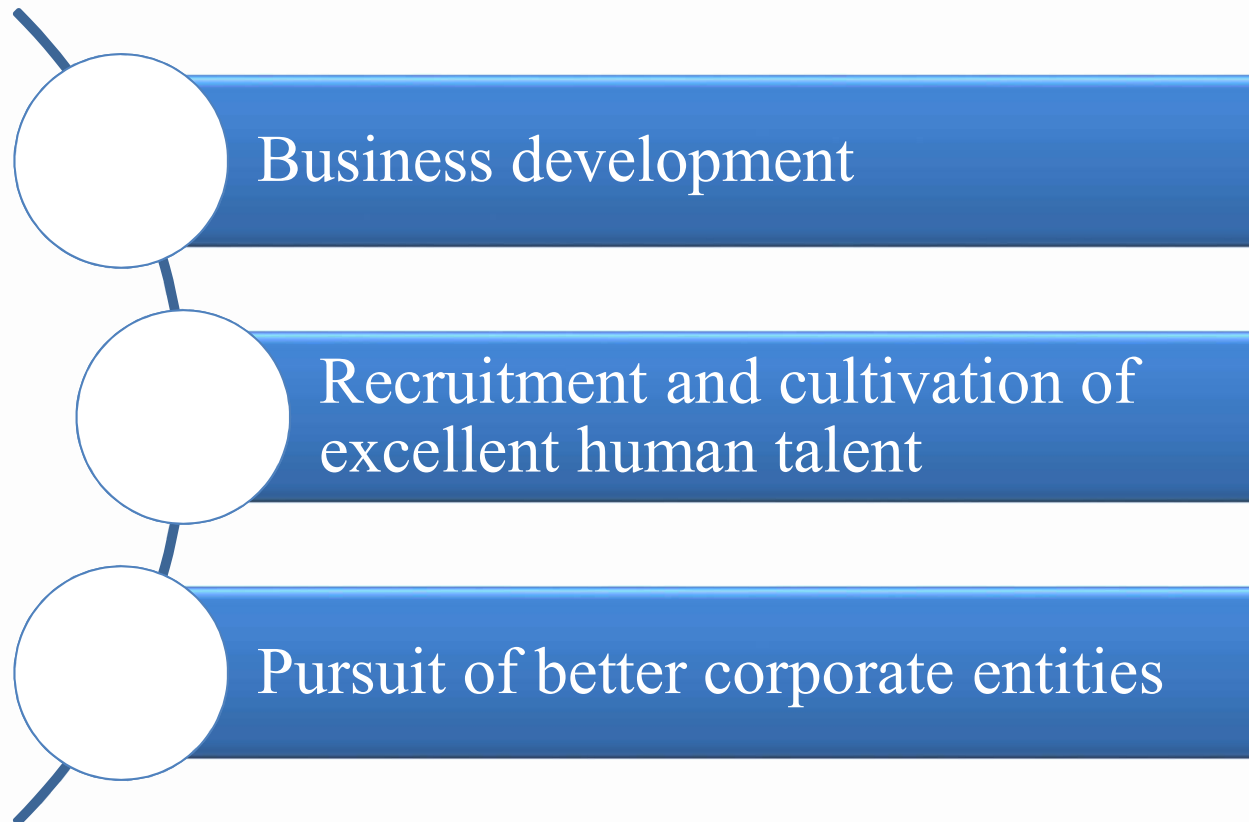 Business development
Recruitment and cultivation of
excellent human talent
Pursuit of better corporate entities